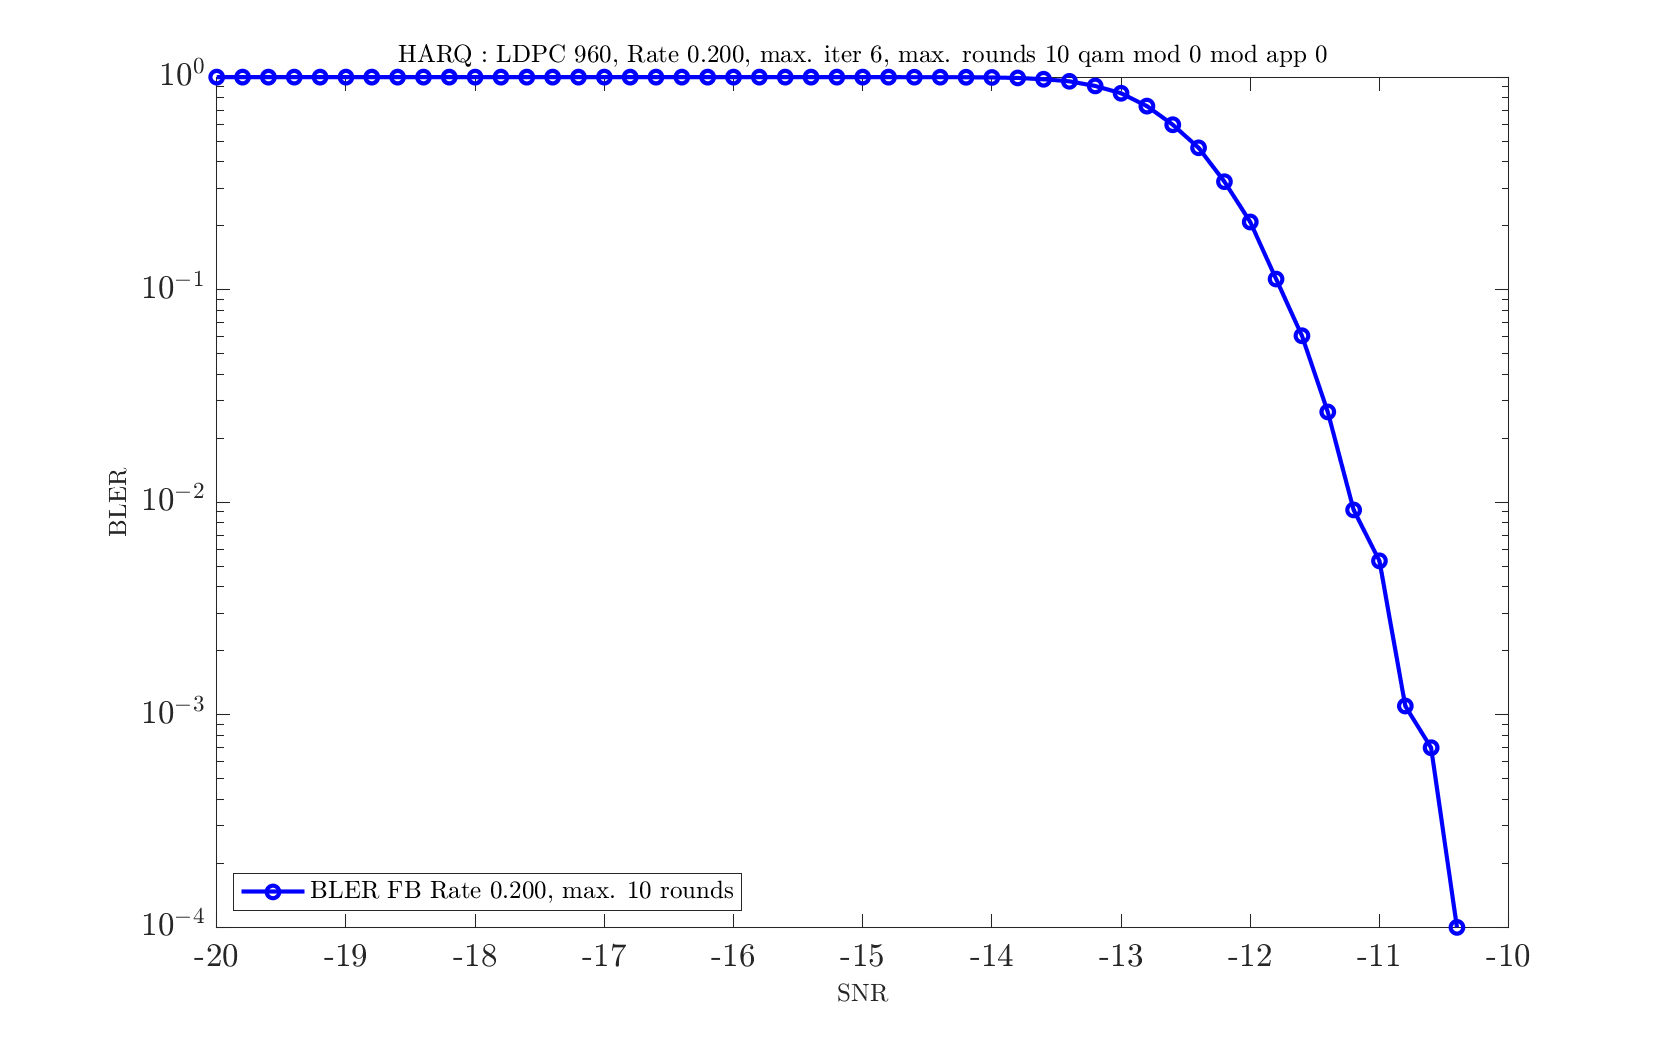 HARQ : LDPC 960, Rate 0.200, max. iter 6, max. rounds 10 qam mod 0 mod app 0
10^0
10^-1
10^-2
10^-3
10^-4
BLER
BLER FB Rate 0.200, max. 10 rounds
-20 -19 -18 -17 -16 -15 -14 -13 -12 -11 -10
SNR